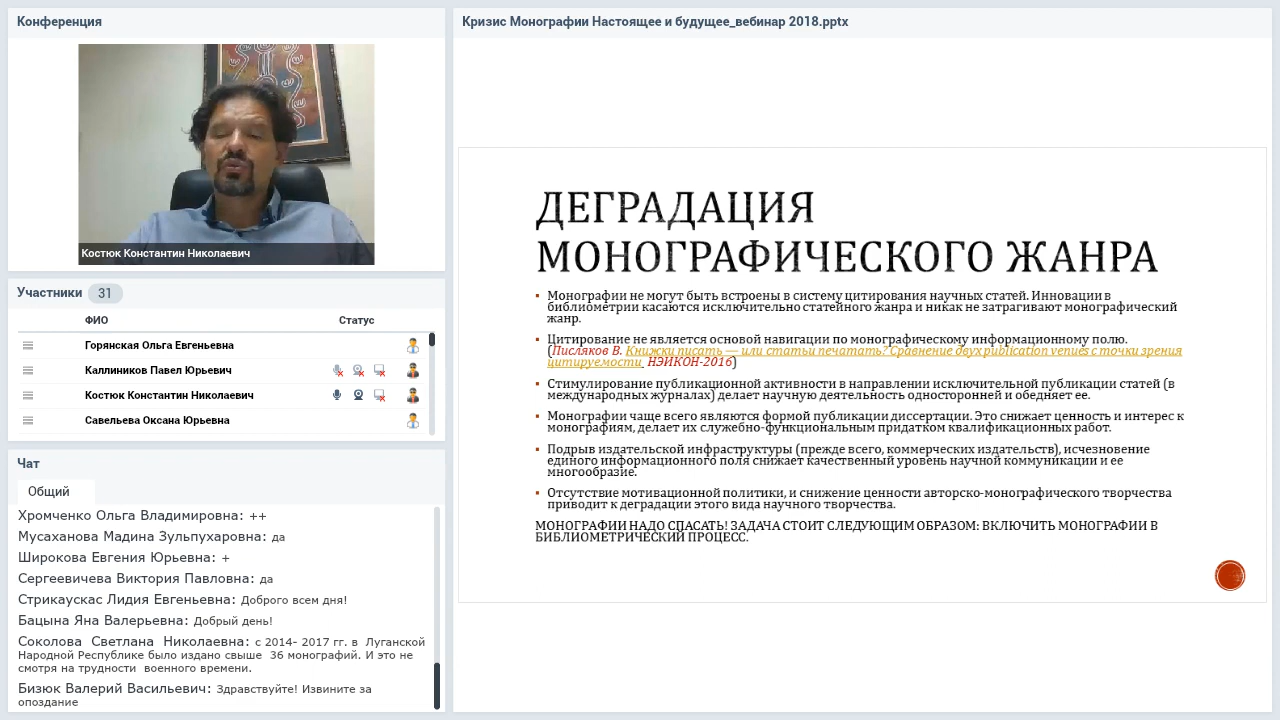 Конференция
Костюк Константин Николаевич
Участники 31
ФИО Статус
Горянская Ольга Евгеньевна
Каллиников Павел Юрьевич
Костюк Константин Николаевич
Савельева Оксана Юрьевна
Чат
Общий
Хромченко Ольга Владимировна: ++
Мусаханова Мадина Зульпухаровна: да
Широкова Евгения Юрьевна: +
Сергеевичева Виктория Павловна: да
Стрикаускас Лидия Евгеньевна: Доброго всем дня!
Бацына Яна Валерьевна: Добрый день!
Соколова Светлана Николаевна: с 2014- 2017 гг. в Луганской
Народной Республике было издано свыше 36 монографий. И это не
смотря на трудности военного времени.
Бизюк Валерий Васильевич: Здравствуйте! Извините за
опоздание
Кризис Монографии Настоящее и будущее_вебинар 2018.pptx
ДЕГРАДАЦИЯ
МОНОГРАФИЧЕСКОГО ЖАНРА
▪ Монографии не могут быть встроены в систему цитирования научных статей. Инновации в
библиометрии касаются исключительно статейного жанра и никак не затрагивают монографический
жанр.
▪ Цитирование не является основой навигации по монографическому информационному полю.
(Писляков В. Книжки писать — или статьи печатать? Сравнение двух publication venues с точки зрения
цитируемости НЭИКОН-2016)
▪ Стимулирование публикационной активности в направлении исключительной публикации статей (в
международных журналах) делает научную деятельность односторонней и обедняет ее.
▪ Монографии чаще всего являются формой публикации диссертации. Это снижает ценность и интерес к
монографиям, делает их служебно-функциональным придатком квалификационных работ.
▪ Подрыв издательской инфраструктуры (прежде всего, коммерческих издательств), исчезновение
единого информационного поля снижает качественный уровень научной коммуникации и ее
многообразие.
▪ Отсутствие мотивационной политики, и снижение ценности авторско-монографического творчества
приводит к деградации этого вида научного творчества.
МОНОГРАФИИ НАДО СПАСАТЬ! ЗАДАЧА СТОИТ СЛЕДУЮЩИМ ОБРАЗОМ: ВКЛЮЧИТЬ МОНОГРАФИИ В
БИБЛИОМЕТРИЧЕСКИЙ ПРОЦЕСС.